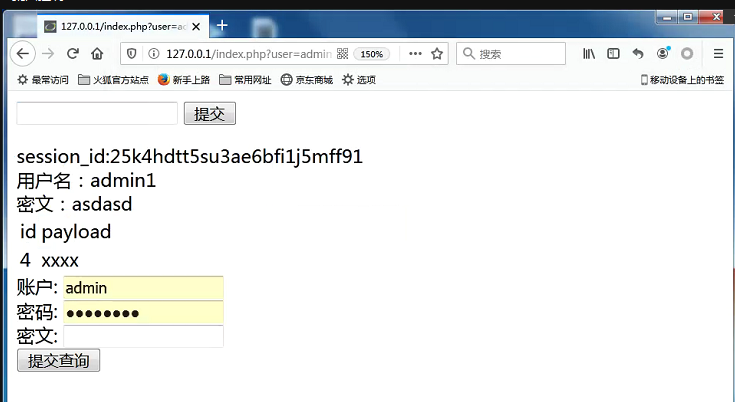 127.0.0.1/index.php?user=ad
127.0.0.1/index.php?user=admin
150%
搜索
最常访问
火狐官方站点
新手上路
常用网址
京东商城
选项
移动设备上的书签
提交
session_id:25k4hdtt5su3ae6bfi1j5mff91
用户名：admin1
密文：asdasd
id payload
4 xxxx
账户: admin
密码: ●●●●●●●●
密文:
提交查询